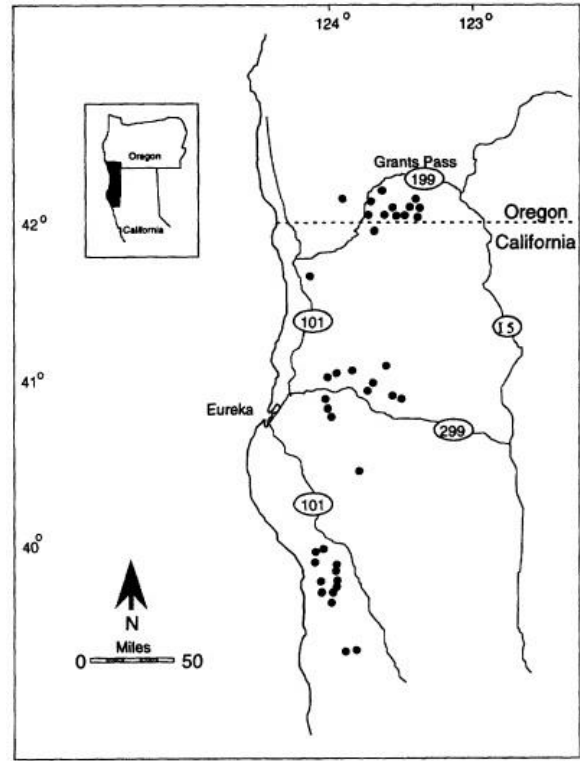 124° 123°
Oregon
California
Grants Pass
199
42°
Oregon
California
101
I 5
41°
Eureka
299
101
40°
N
Miles
0 50